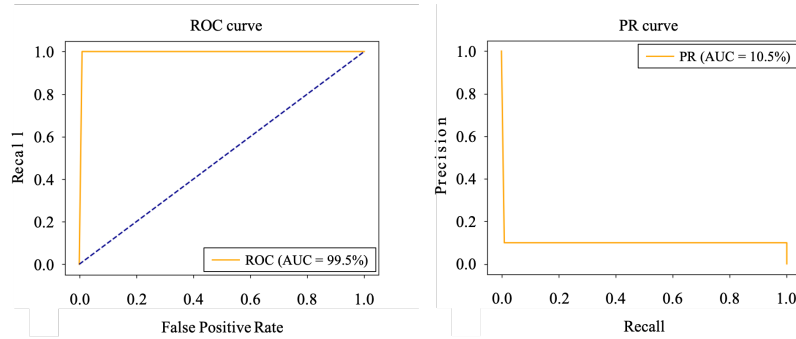 ROC curve
1.0
0.8
0.6
0.4
0.2
0.0
Recall
ROC (AUC = 99.5%)
0.0 0.2 0.4 0.6 0.8 1.0
False Positive Rate
PR curve
1.0
0.8
0.6
0.4
0.2
0.0
Precision
PR (AUC = 10.5%)
0.0 0.2 0.4 0.6 0.8 1.0
Recall